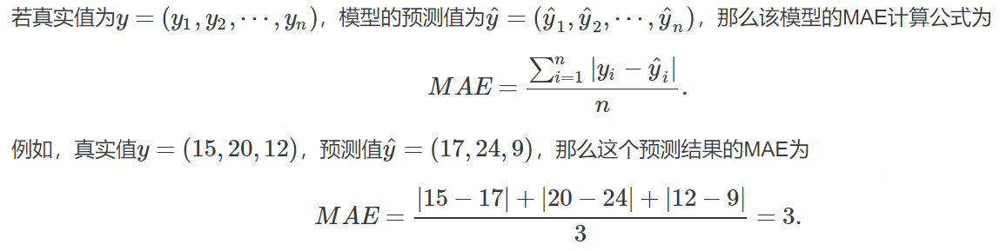 若真实值为$y = (y_1, y_2, \cdots, y_n)$，模型的预测值为$\hat{y} = (\hat{y}_1, \hat{y}_2, \cdots, \hat{y}_n)$，那么该模型的MAE计算公式为
$MAE = \frac{\sum_{i=1}^{n} |y_i - \hat{y}_i|}{n}.$
例如，真实值$y = (15, 20, 12)$，预测值$\hat{y} = (17, 24, 9)$，那么这个预测结果的MAE为
$MAE = \frac{|15 - 17| + |20 - 24| + |12 - 9|}{3} = 3.$